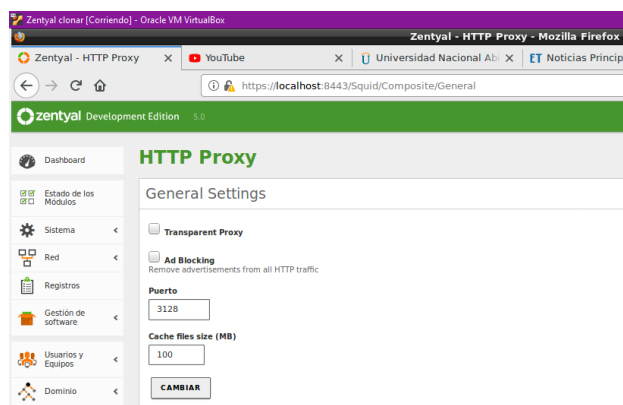 Zentyal clonar [Corriendo] - Oracle VM VirtualBox
Zentyal - HTTP Proxy - Mozilla Firefox
Zentyal - HTTP Proxy
YouTube
Universidad Nacional Abi
ET Noticias Princip
https://localhost:8443/Squid/Composite/General
zentyal Development Edition 5.0
Dashboard
Estado de los
Módulos
Sistema
Red
Registros
Gestión de
software
Usuarios y
Equipos
Dominio
HTTP Proxy
General Settings
Transparent Proxy
Ad Blocking
Remove advertisements from all HTTP traffic
Puerto
3128
Cache files size (MB)
100
CAMBIAR